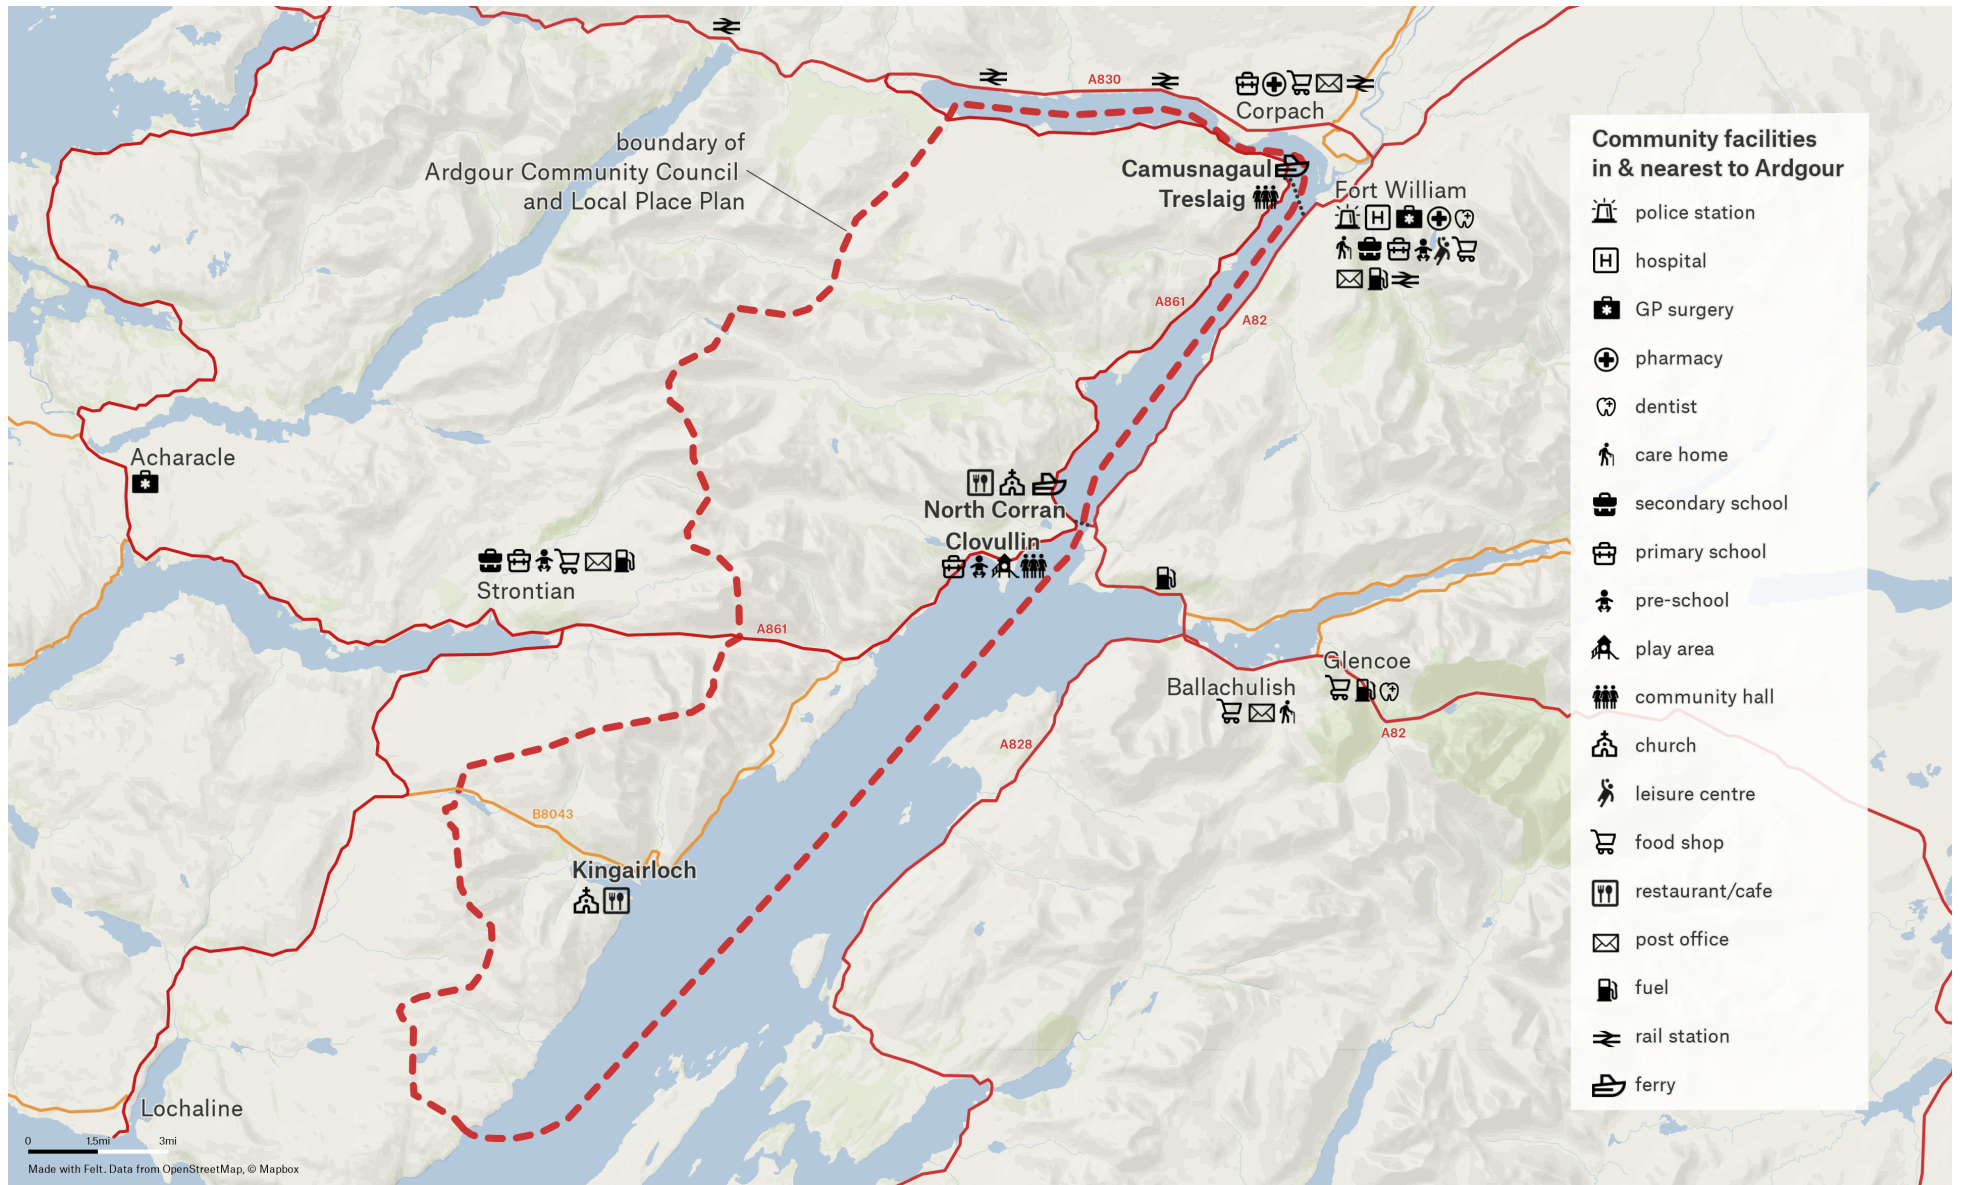 A830
Corpach
boundary of
Ardgour Community Council
and Local Place Plan
Camusnagaul
Treslaig
Fort William
H
A861
A82
Acharacle
North Corran
Clovullin
Strontian
A861
Glencoe
Ballachulish
A828
A82
B8043
Kingairloch
Lochaline
0 1.5mi 3mi
Made with Felt. Data from OpenStreetMap, © Mapbox
Community facilities
in & nearest to Ardgour
police station
H hospital
GP surgery
pharmacy
dentist
care home
secondary school
primary school
pre-school
play area
community hall
church
leisure centre
food shop
restaurant/cafe
post office
fuel
rail station
ferry